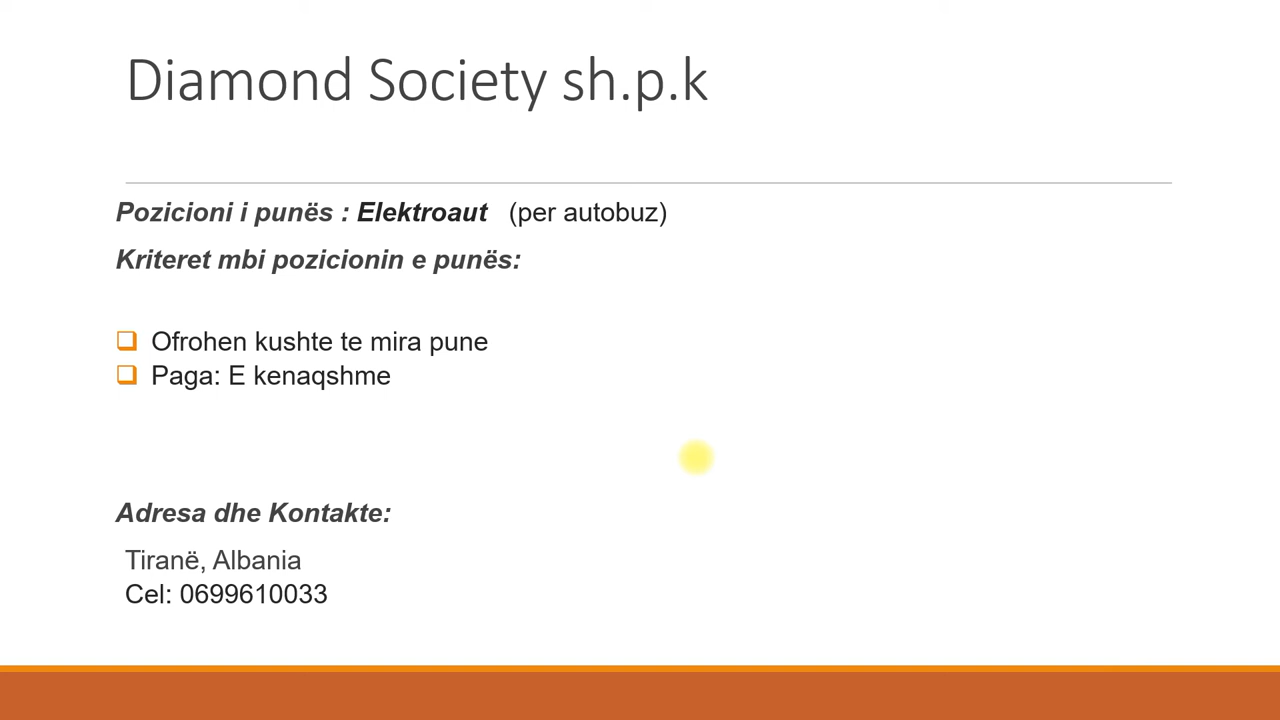 Diamond Society sh.p.k
Pozicioni i punës : Elektroaut (per autobuz)
Kriteret mbi pozicionin e punës:
Ofrohen kushte te mira pune
Paga: E kenaqshme
Adresa dhe Kontakte:
Tiranë, Albania
Cel: 0699610033